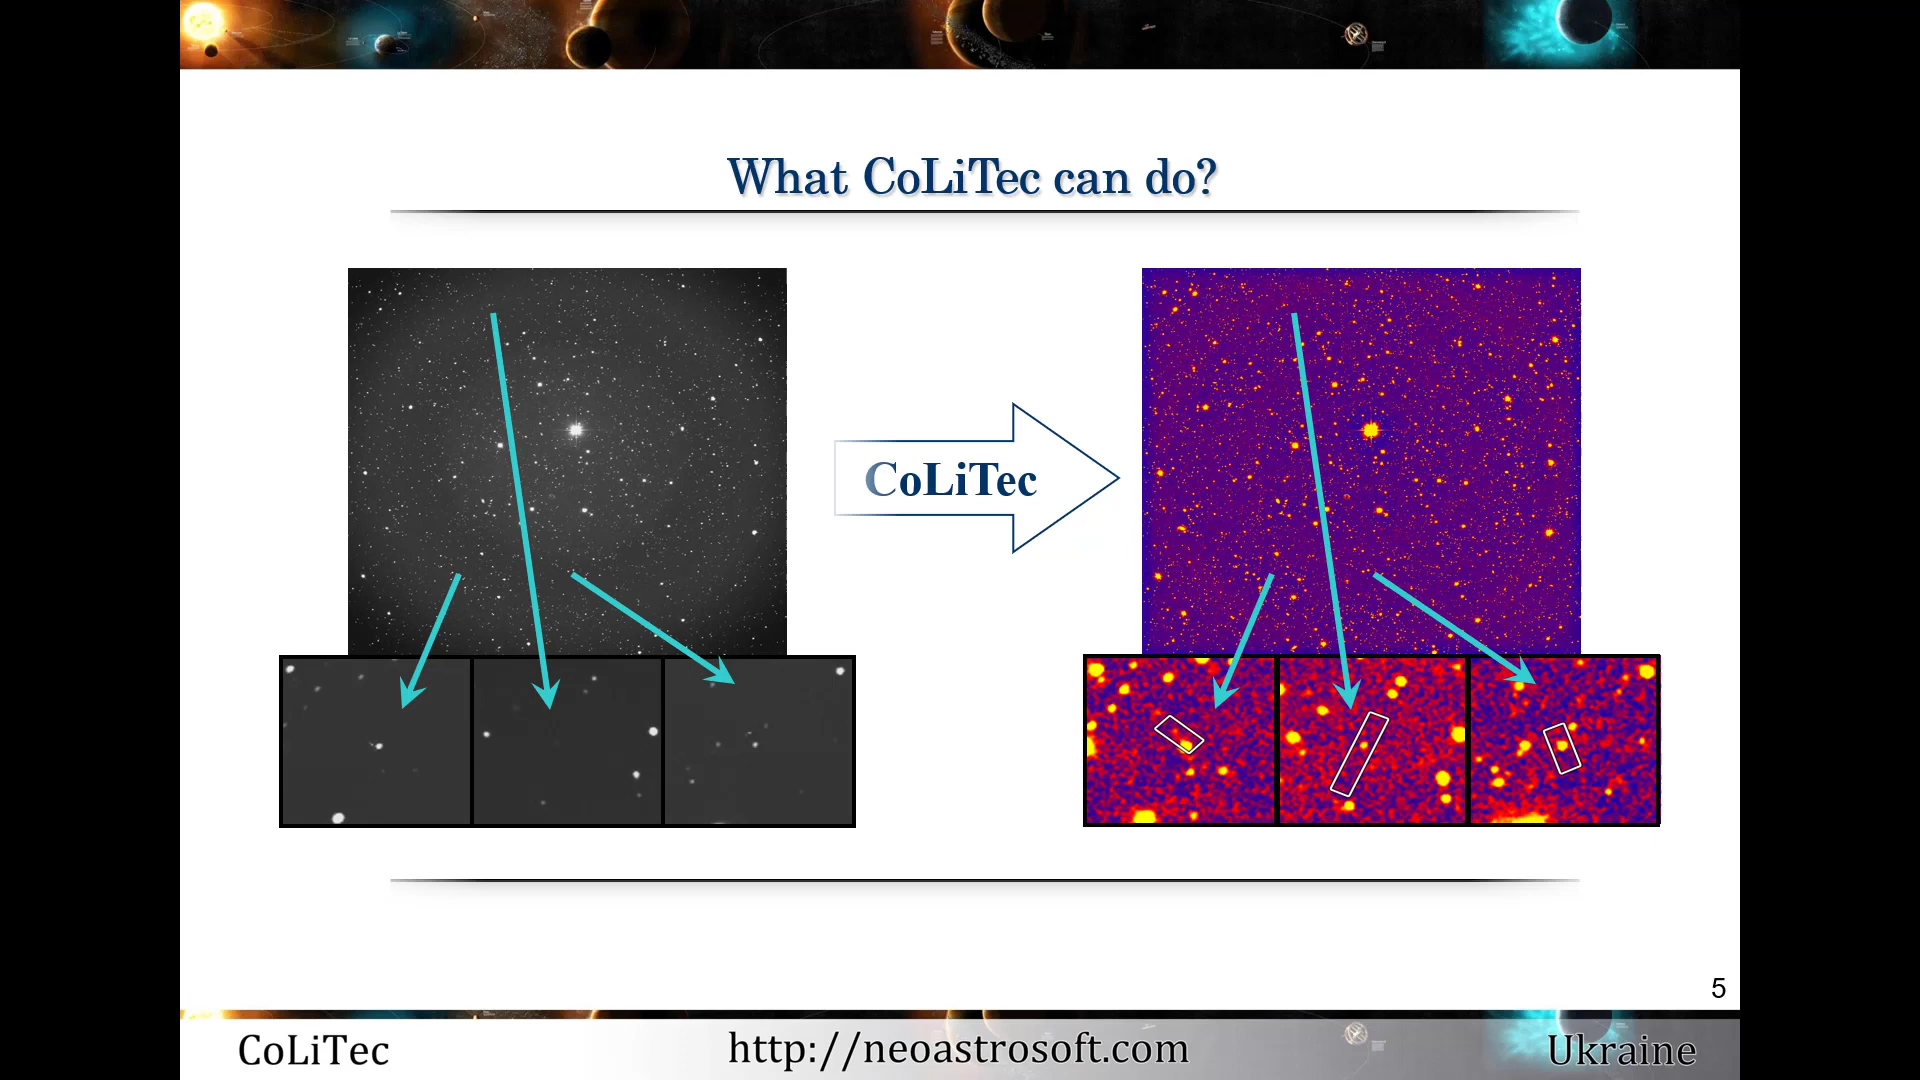 What CoLiTec can do?
CoLiTec
5
CoLiTec
http://neoastrosoft.com
Ukraine